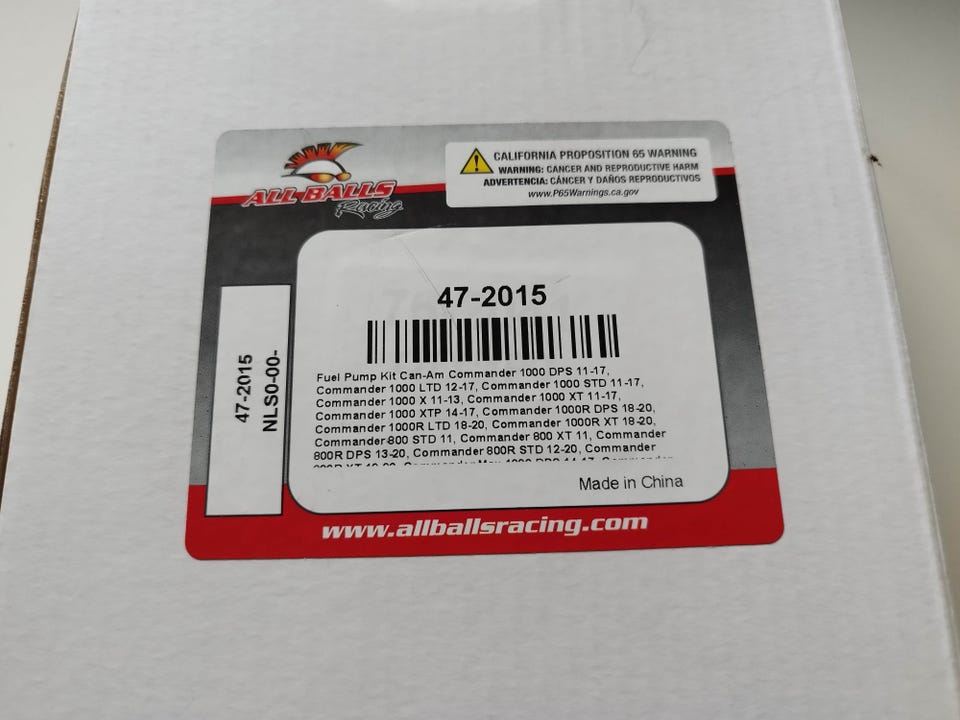 ALL BALLS
Racing
CALIFORNIA PROPOSITION 65 WARNING
WARNING: CANCER AND REPRODUCTIVE HARM
ADVERTENCIA: CÁNCER Y DAÑOS REPRODUCTIVOS
www.P65Warnings.ca.gov
47-2015
47-2015
NLS0-00-
Fuel Pump Kit Can-Am Commander 1000 DPS 11-17,
Commander 1000 LTD 12-17, Commander 1000 STD 11-17,
Commander 1000 X 11-13, Commander 1000 XT 11-17,
Commander 1000 XTP 14-17, Commander 1000R DPS 18-20,
Commander 1000R LTD 18-20, Commander 1000R XT 18-20,
Commander 800 STD 11, Commander 800 XT 11, Commander
800R DPS 13-20, Commander 800R STD 12-20, Commander
Made in China
www.allballsracing.com